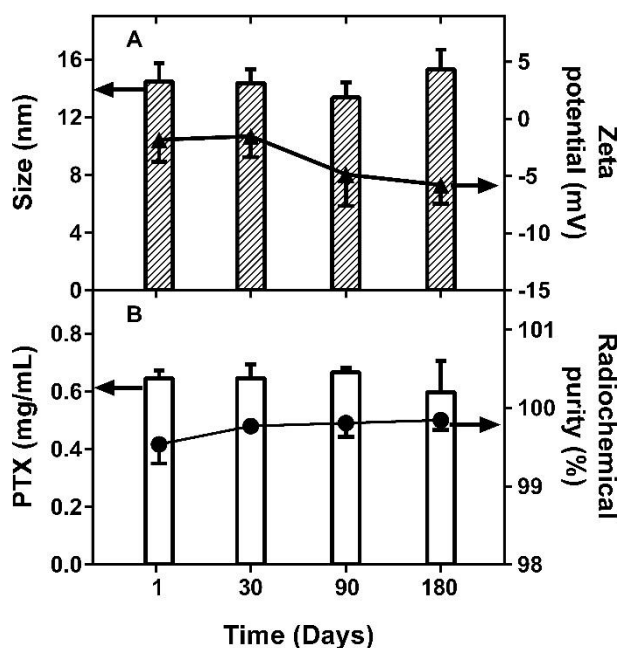 A
16
12
8
4
0
Size (nm)
5
0
-5
-10
-15
Zeta
potential (mV)
B
0.8
0.6
0.4
0.2
0.0
PTX (mg/mL)
101
100
99
98
Radiochemical
purity (%)
1 30 90 180
Time (Days)